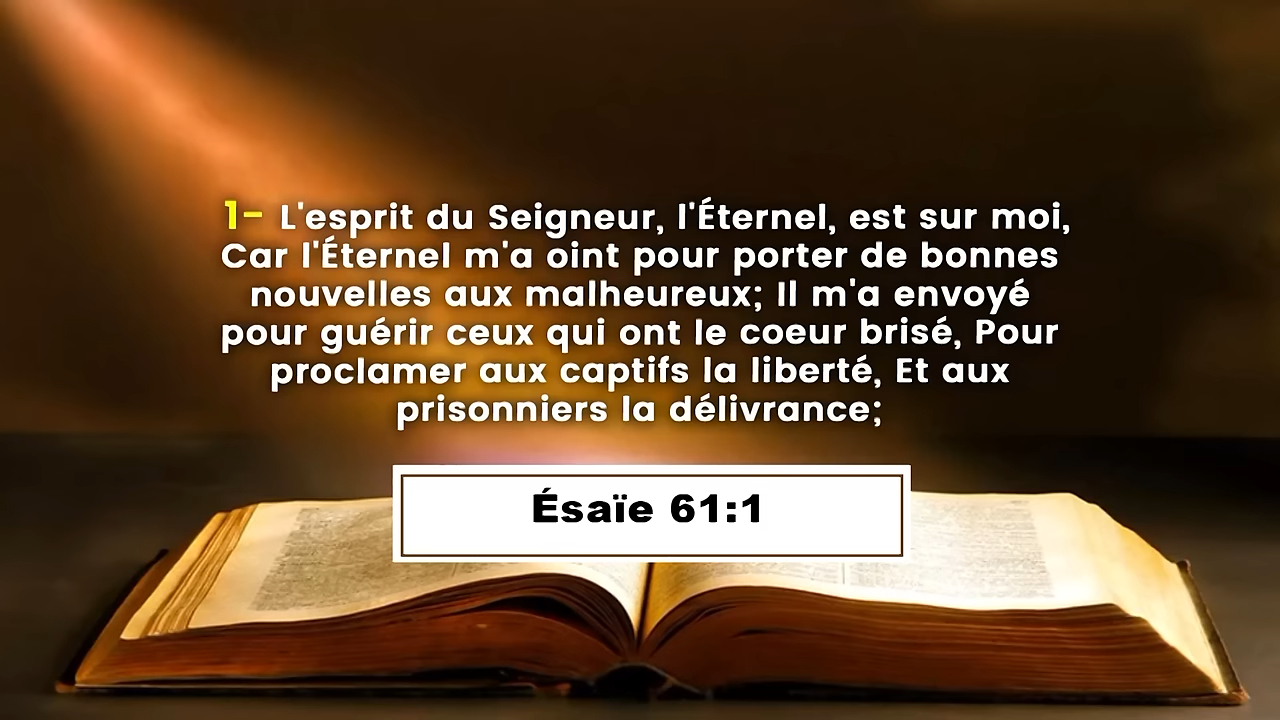 1- L'esprit du Seigneur, l'Éternel, est sur moi,
Car l'Éternel m'a oint pour porter de bonnes
nouvelles aux malheureux; Il m'a envoyé
pour guérir ceux qui ont le coeur brisé, Pour
proclamer aux captifs la liberté, Et aux
prisonniers la délivrance;
Ésaïe 61:1